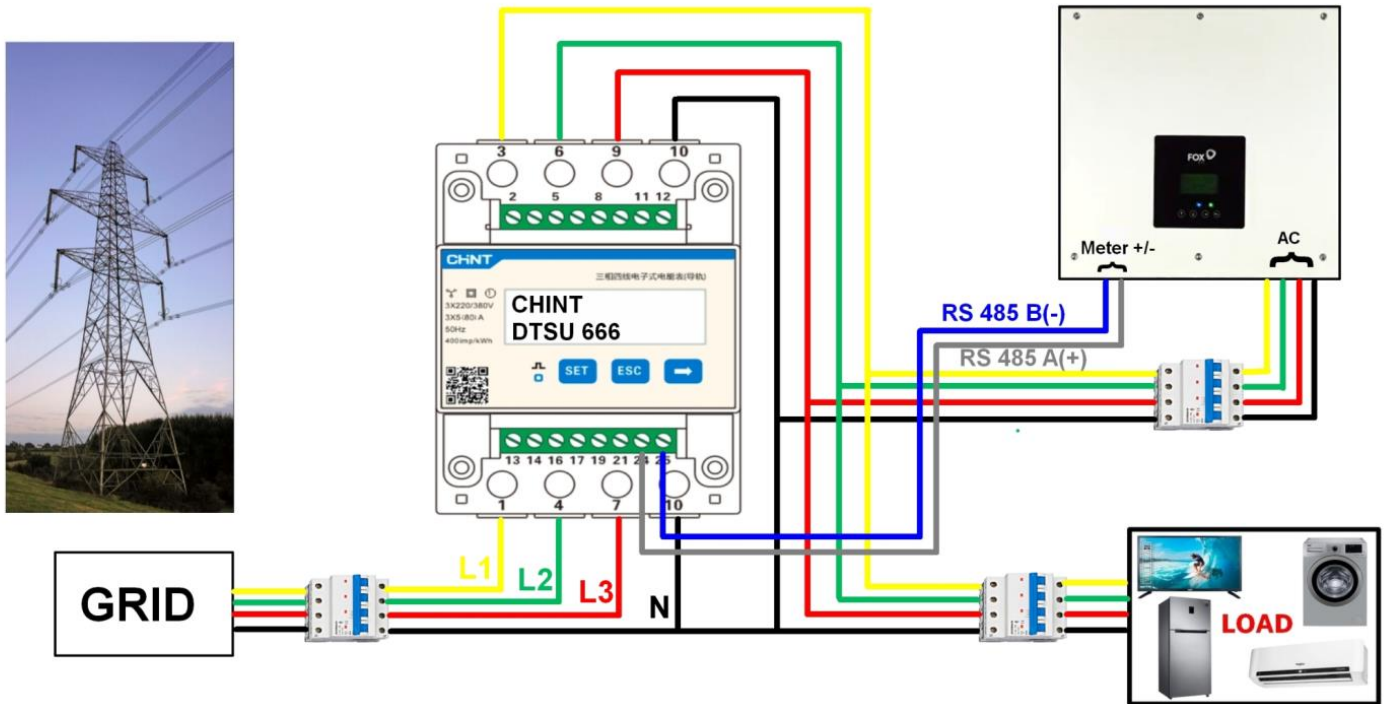 3 6 9 10
2 5 8 11 12
CHNT
三相四线电子式电能表(导轨)
3X220/380V
3X5(80)A
50Hz
400imp/kWh
CHINT
DTSU 666
SET ESC
13 14 16 17 19 21 24 25
1 4 7 10
FOX
Meter +/-
AC
RS 485 B(-)
RS 485 A(+)
GRID
L1
L2
L3
N
LOAD